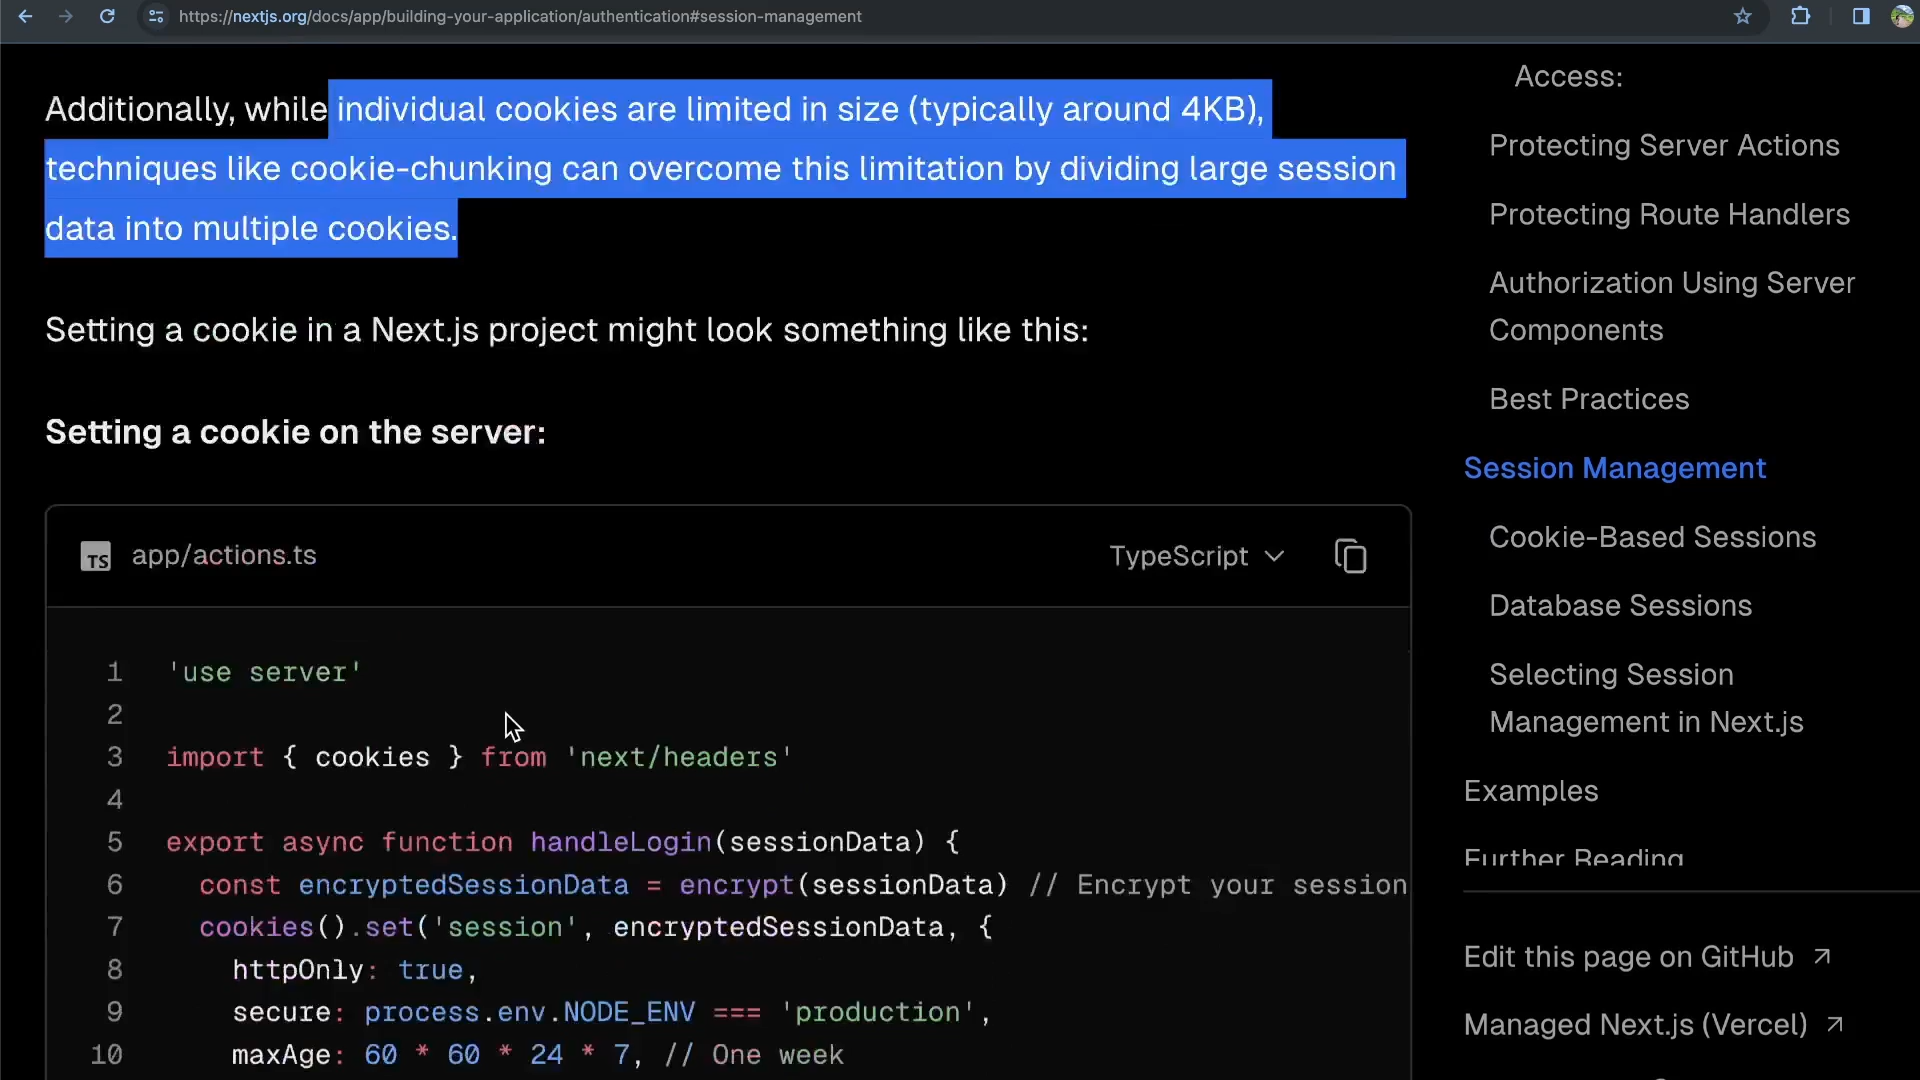 https://nextjs.org/docs/app/building-your-application/authentication#session-management
Additionally, while individual cookies are limited in size (typically around 4KB),
techniques like cookie-chunking can overcome this limitation by dividing large session
data into multiple cookies.
Setting a cookie in a Next.js project might look something like this:
Setting a cookie on the server:
TS app/actions.ts
TypeScript
1 'use server'
2
3 import { cookies } from 'next/headers'
4
5 export async function handleLogin(sessionData) {
6 const encryptedSessionData = encrypt(sessionData) // Encrypt your session
7 cookies().set('session', encryptedSessionData, {
8 httpOnly: true,
9 secure: process.env.NODE_ENV === 'production',
10 maxAge: 60 * 60 * 24 * 7, // One week
Access:
Protecting Server Actions
Protecting Route Handlers
Authorization Using Server
Components
Best Practices
Session Management
Cookie-Based Sessions
Database Sessions
Selecting Session
Management in Next.js
Examples
Further Reading
Edit this page on GitHub ↗
Managed Next.js (Vercel) ↗